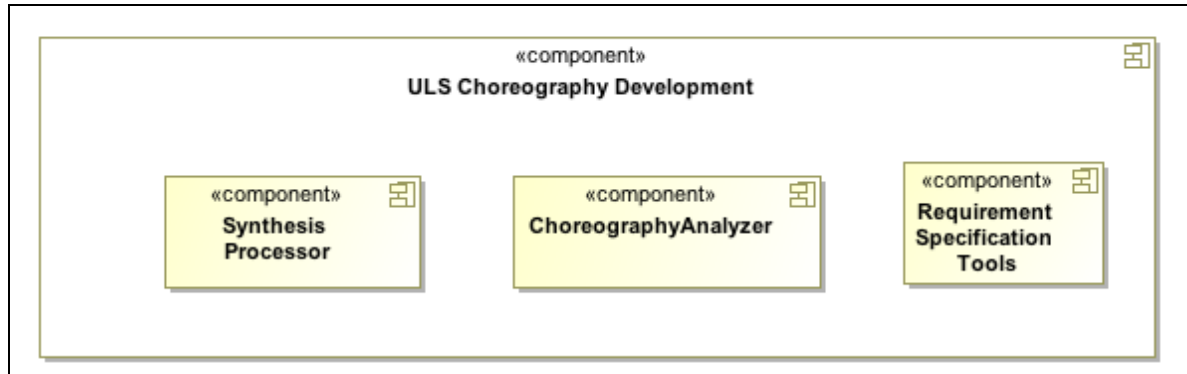 «component»
ULS Choreography Development
«component»
Synthesis
Processor
«component»
ChoreographyAnalyzer
«component»
Requirement
Specification
Tools